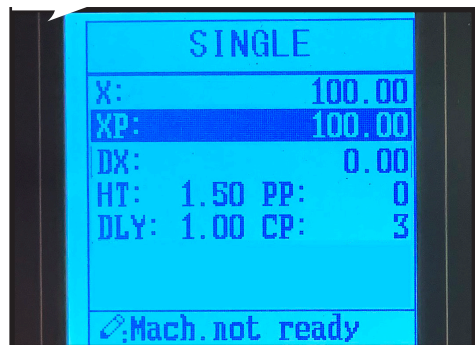 SINGLE
X: 100.00
XP: 100.00
DX: 0.00
HT: 1.50 PP: 0
DLY: 1.00 CP: 3
:Mach.not ready